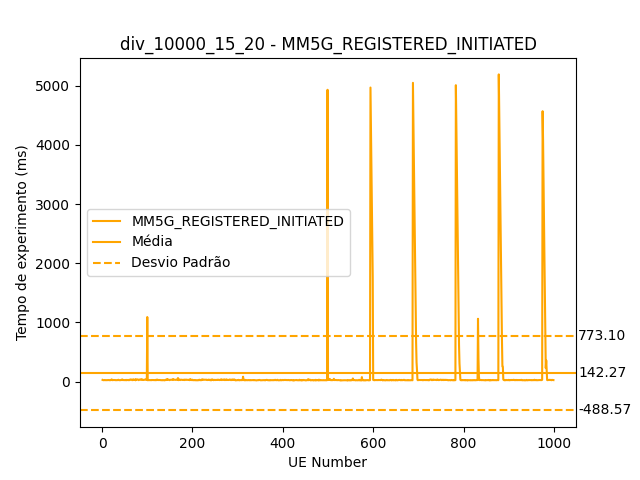 div_10000_15_20 - MM5G_REGISTERED_INITIATED
Tempo de experimento (ms)
5000
4000
3000
2000
1000
0
MM5G_REGISTERED_INITIATED
Média
Desvio Padrão
773.10
142.27
-488.57
0 200 400 600 800 1000
UE Number